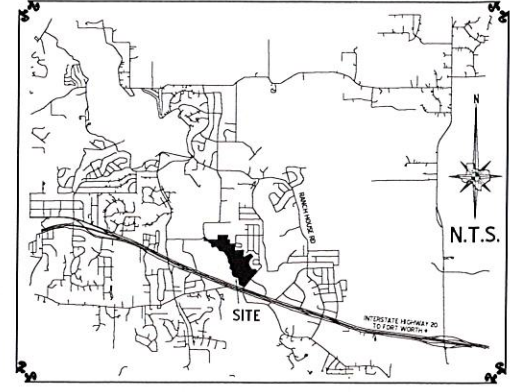 N
RANCH HOUSE RD
N.T.S.
SITE
INTERSTATE HIGHWAY 20
TO FORT WORTH